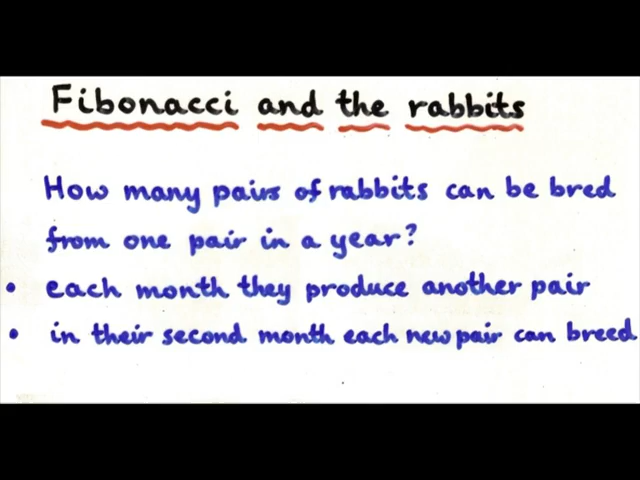 Fibonacci and the rabbits
How many pairs of rabbits can be bred
from one pair in a year?
• each month they produce another pair
• in their second month each new pair can breed